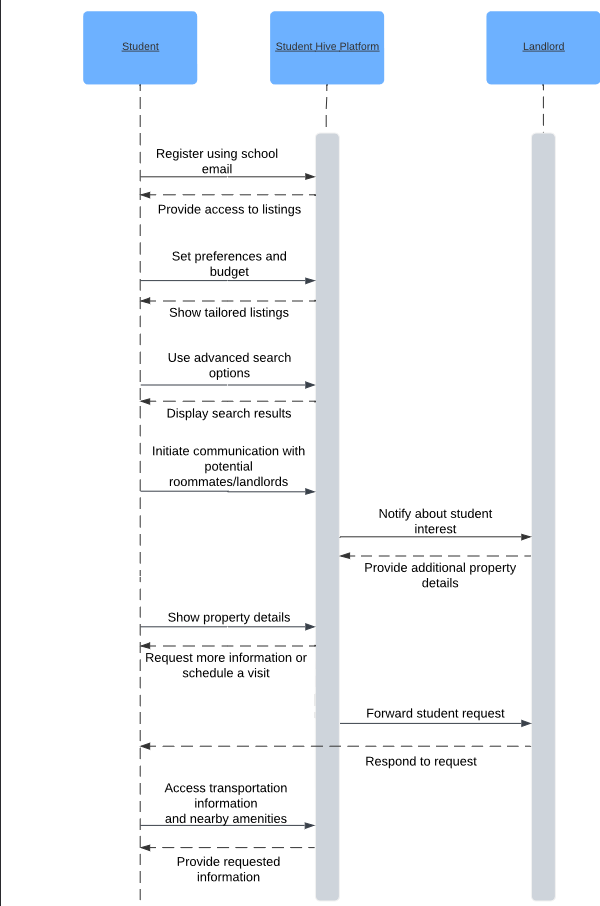 Student
Student Hive Platform
Landlord
Register using school
email
Provide access to listings
Set preferences and
budget
Show tailored listings
Use advanced search
options
Display search results
Initiate communication with
potential
roommates/landlords
Notify about student
interest
Provide additional property
details
Show property details
Request more information or
schedule a visit
Forward student request
Respond to request
Access transportation
information
and nearby amenities
Provide requested
information